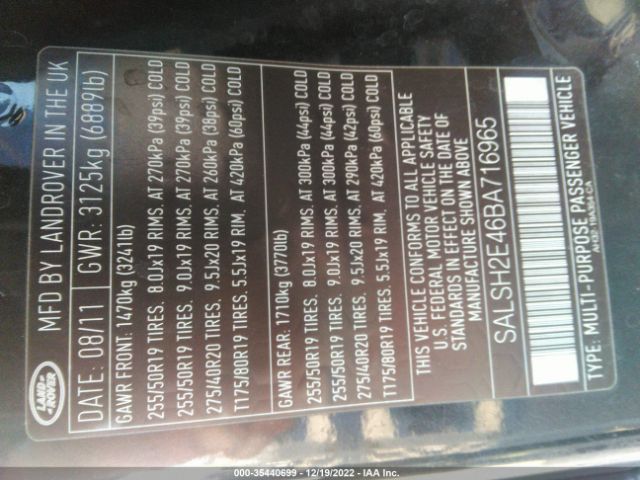 LAND-
ROVER
MFD BY LANDROVER IN THE UK
DATE: 08/11 GWR: 3125kg (6889lb)
GAWR FRONT: 1470kg (3241lb)
255/50R19 TIRES. 8.0Jx19 RIMS. AT 270kPa (39psi) COLD
255/50R19 TIRES. 9.0Jx19 RIMS. AT 270kPa (39psi) COLD
275/40R20 TIRES. 9.5Jx20 RIMS. AT 260kPa (38psi) COLD
T175/80R19 TIRES. 5.5Jx19 RIM. AT 420kPa (60psi) COLD
GAWR REAR: 1710kg (3770lb)
255/50R19 TIRES. 8.0Jx19 RIMS. AT 300kPa (44psi) COLD
255/50R19 TIRES. 9.0Jx19 RIMS. AT 300kPa (44psi) COLD
275/40R20 TIRES. 9.5Jx20 RIMS. AT 290kPa (42psi) COLD
T175/80R19 TIRES. 5.5Jx19 RIM. AT 420kPa (60psi) COLD
THIS VEHICLE CONFORMS TO ALL APPLICABLE
U.S. FEDERAL MOTOR VEHICLE SAFETY
STANDARDS IN EFFECT ON THE DATE OF
MANUFACTURE SHOWN ABOVE
SALSH2E46BA716965
TYPE: MULTI-PURPOSE PASSENGER VEHICLE
000-35440699 - 12/19/2022 - IAA Inc.